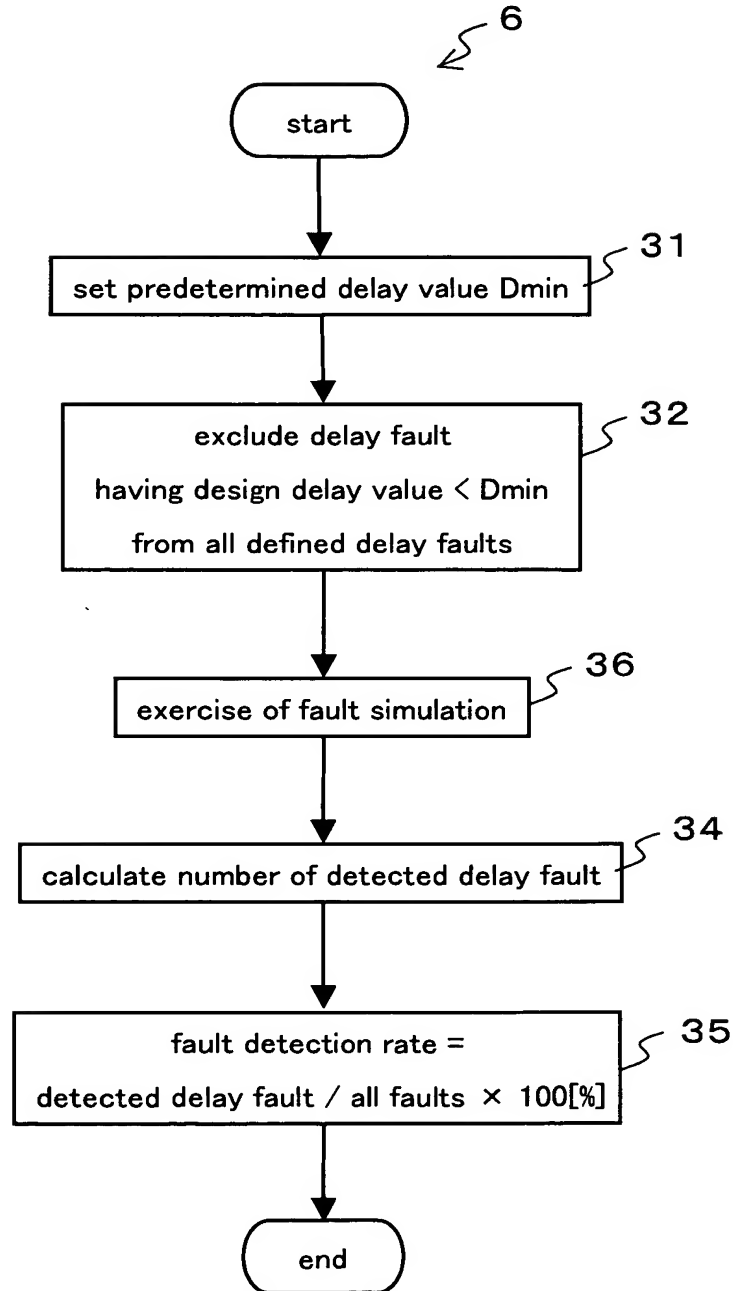 6
start
31
set predetermined delay value Dmin
32
exclude delay fault
having design delay value < Dmin
from all defined delay faults
36
exercise of fault simulation
34
calculate number of detected delay fault
35
fault detection rate =
detected delay fault / all faults × 100[%]
end